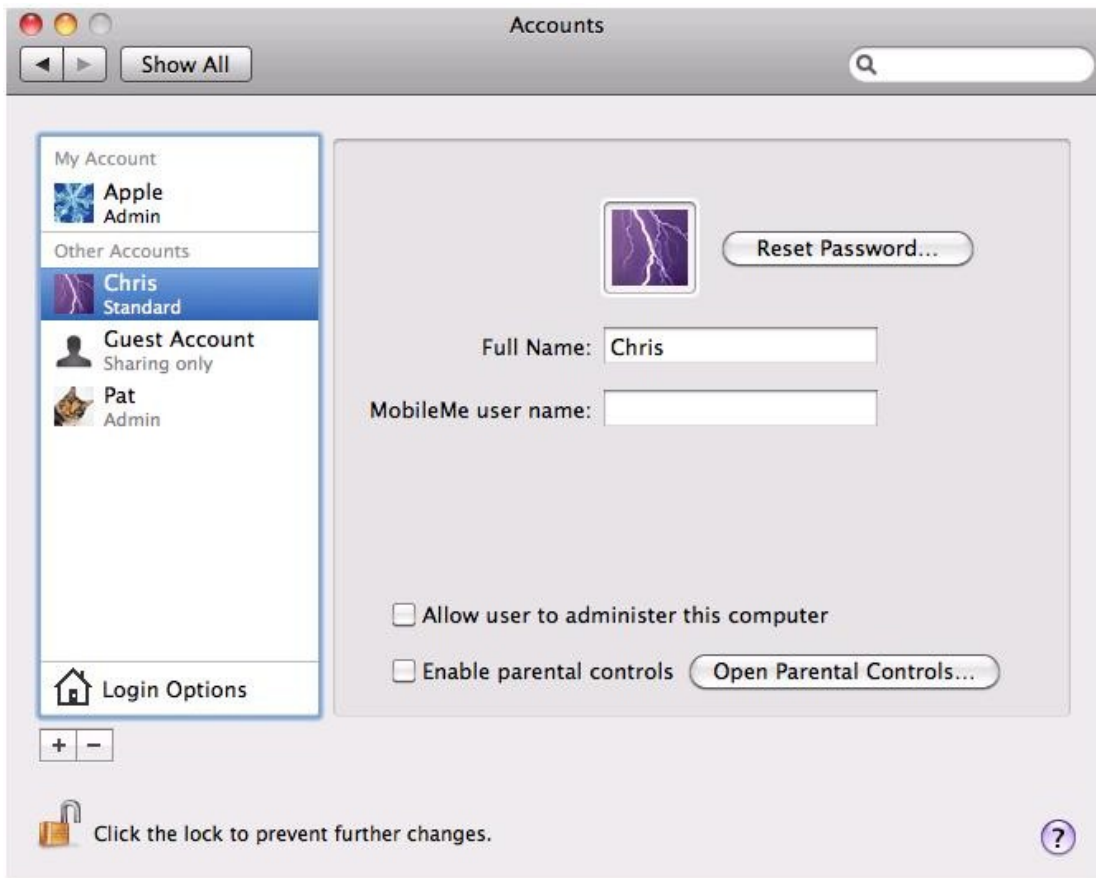 Accounts
Show All
My Account
Apple
Admin
Other Accounts
Chris
Standard
Guest Account
Sharing only
Pat
Admin
Login Options
Reset Password...
Full Name: Chris
MobileMe user name:
Allow user to administer this computer
Enable parental controls Open Parental Controls...
+ −
Click the lock to prevent further changes.
?